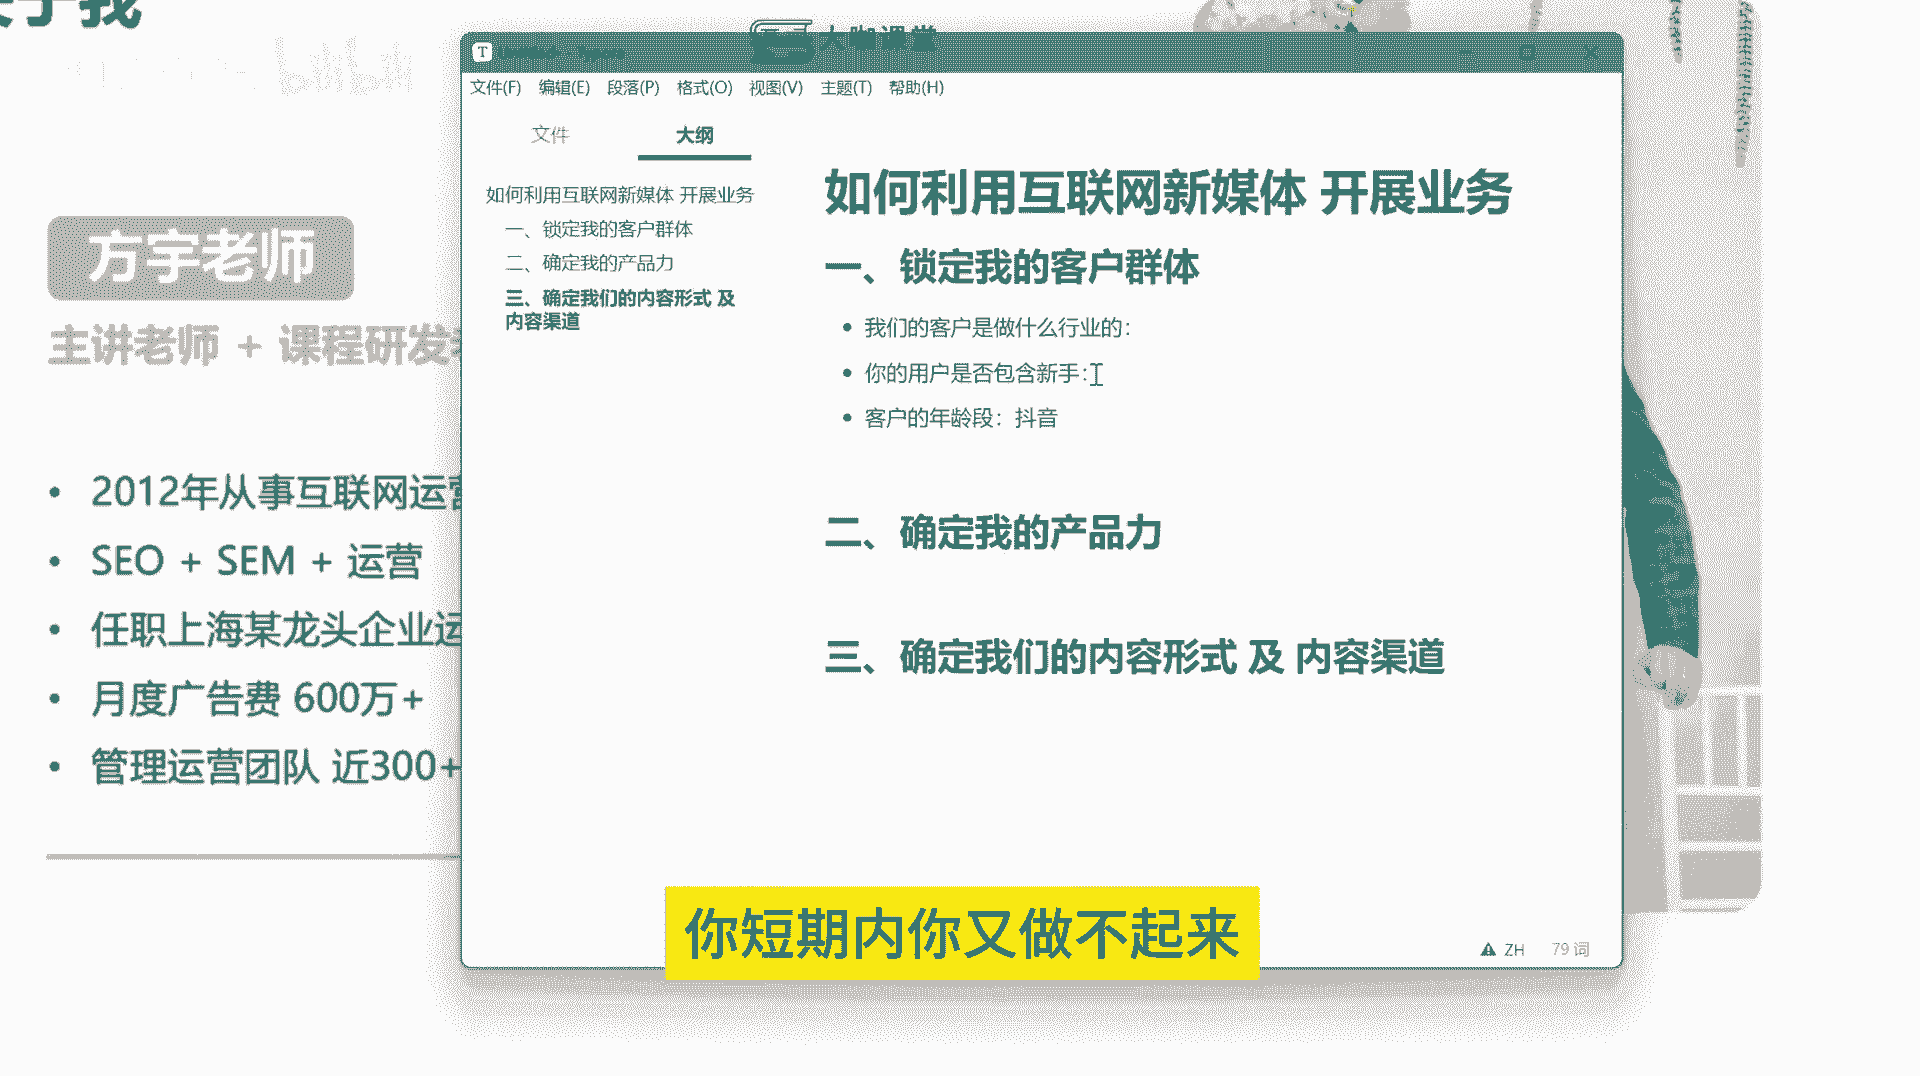 关于我
bilibili
方宇老师
主讲老师 + 课程研发
2012年从事互联网运营
SEO + SEM + 运营
任职上海某龙头企业运
月度广告费 600万+
管理运营团队 近300+
大咖课堂
T
文件(F) 编辑(E) 段落(P) 格式(O) 视图(V) 主题(T) 帮助(H)
文件 大纲
如何利用互联网新媒体 开展业务
一、锁定我的客户群体
二、确定我的产品力
三、确定我们的内容形式 及
内容渠道
如何利用互联网新媒体 开展业务
一、锁定我的客户群体
我们的客户是做什么行业的：
你的用户是否包含新手：
客户的年龄段：抖音
二、确定我的产品力
三、确定我们的内容形式 及 内容渠道
ZH 79 词
你短期内你又做不起来